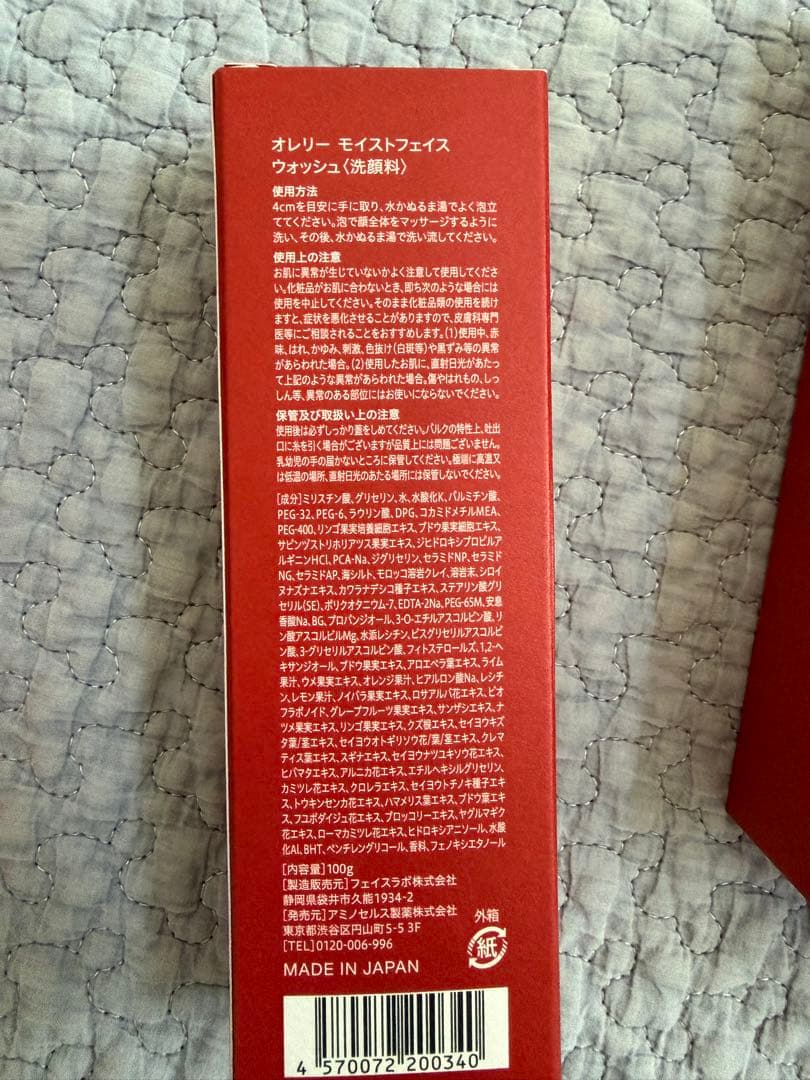 オレリー モイストフェイス
ウォッシュ〈洗顔料〉
使用方法
4cmを目安に手に取り、水かぬるま湯でよく泡立
ててください。泡で顔全体をマッサージするように
洗い、その後、水かぬるま湯で洗い流してください。
使用上の注意
お肌に異常が生じていないかよく注意して使用してくださ
い。化粧品がお肌に合わないとき、即ち次のような場合には
使用を中止してください。そのまま化粧品類の使用を続け
ますと、症状を悪化させることがありますので、皮膚科専門
医等にご相談されることをおすすめします。(1)使用中、赤
味、はれ、かゆみ、刺激、色抜け(白斑等)や黒ずみ等の異常
があらわれた場合。(2)使用したお肌に、直射日光があたっ
て上記のような異常があらわれた場合。傷やはれもの、しっ
しん等、異常のある部位にはお使いにならないでください。
保管及び取扱い上の注意
使用後は必ずしっかり蓋をしめてください。バルクの特性上、吐出
口に糸を引く場合がございますが品質上には問題ございません。
乳幼児の手の届かないところに保管してください。極端に高温又
は低温の場所、直射日光のあたる場所には保管しないでください。
[成分]ミリスチン酸、グリセリン、水、水酸化K、パルミチン酸、
PEG-32、PEG-6、ラウリン酸、DPG、コカミドメチルMEA、
PEG-400、リンゴ果実培養細胞エキス、ブドウ果実細胞エキス、
サピンヅストリホリアツス果実エキス、ジヒドロキシプロピルア
ルギニンHCl、PCA-Na、ジグリセリン、セラミドNP、セラミド
NG、セラミドAP、海シルト、モロッコ溶岩クレイ、溶岩末、シロイ
ヌナズナエキス、カワラナデシコ種子エキス、ステアリン酸グリ
セリル(SE)、ポリクオタニウム-7、EDTA-2Na、PEG-65M、安息
香酸Na、BG、プロパンジオール、3-O-エチルアスコルビン酸、リ
ン酸アスコルビルMg、水添レシチン、ビスグリセリルアスコルビ
ン酸、3-グリセリルアスコルビン酸、フィトステロールズ、1,2-ヘ
キサンジオール、ブドウ果実エキス、アロエベラ葉エキス、ライム
果汁、ウメ果実エキス、オレンジ果汁、ヒアルロン酸Na、レシチ
ン、レモン果汁、ノイバラ果実エキス、ロサアルバ花エキス、ビオ
フラボノイド、グレープフルーツ果実エキス、サンザシエキス、ナ
ツメ果実エキス、リンゴ果実エキス、クズ根エキス、セイヨウキズ
タ葉/茎エキス、セイヨウオトギリソウ花/葉/茎エキス、クレマ
ティス葉エキス、スギナエキス、セイヨウナツユキソウ花エキス、
ヒバマタエキス、アルニカ花エキス、エチルヘキシルグリセリン、
カミツレ花エキス、クロレラエキス、セイヨウトチノキ種子エキ
ス、トウキンセンカ花エキス、ハマメリス葉エキス、ブドウ葉エキ
ス、フユボダイジュ花エキス、ブロッコリーエキス、ヤグルマギク
花エキス、ローマカミツレ花エキス、ヒドロキシアニソール、水酸
化Al、BHT、ペンチレングリコール、香料、フェノキシエタノール
[内容量]100g
[製造販売元]フェイスラボ株式会社
静岡県袋井市久能1934-2
[発売元]アミノセルス製薬株式会社
東京都渋谷区円山町5-5 3F
[TEL]0120-006-996
MADE IN JAPAN
外箱
紙
4 570072 200340